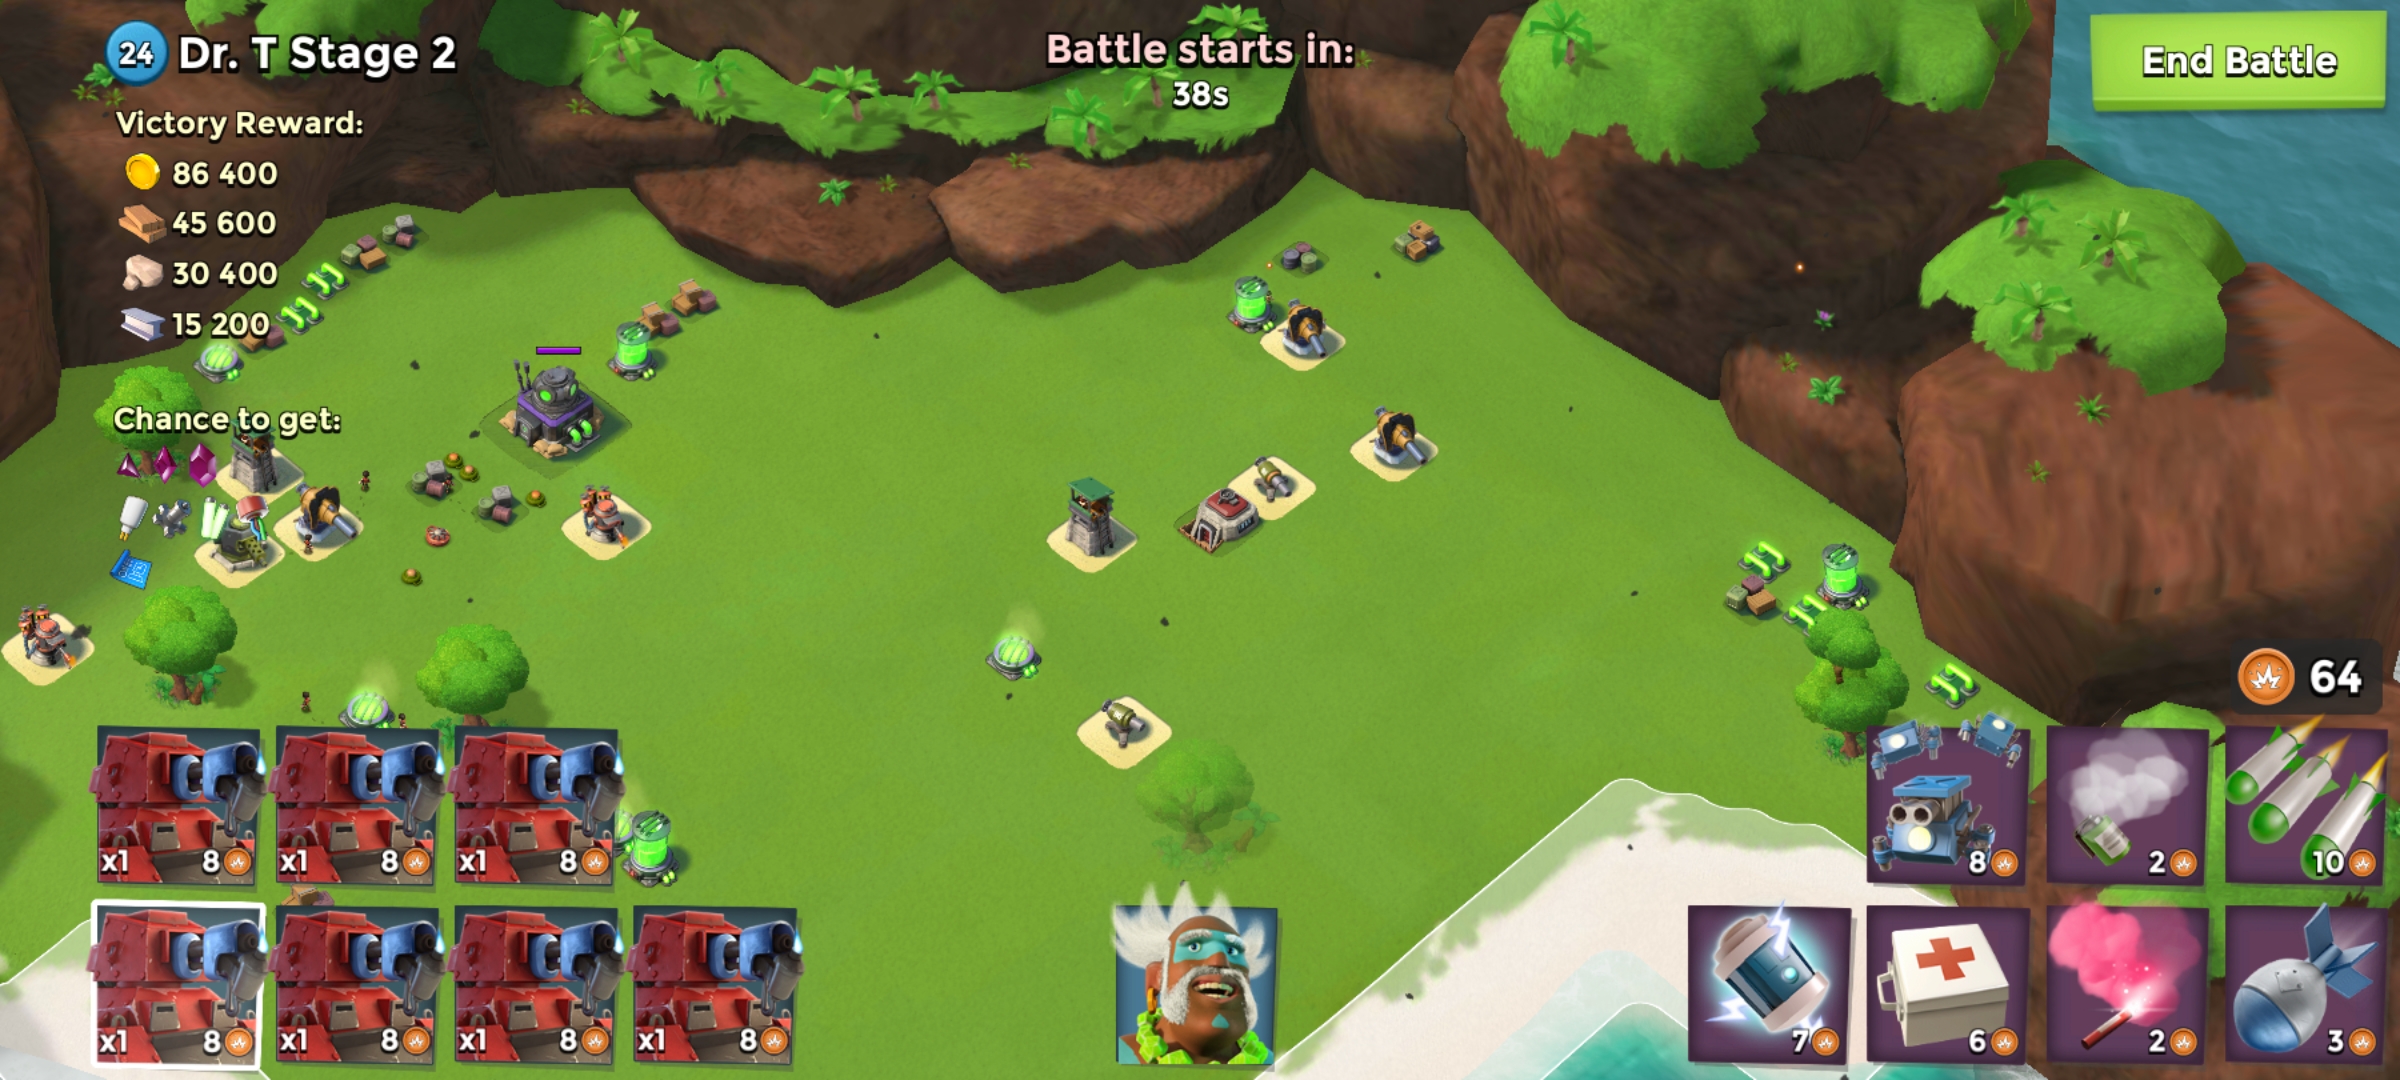 24 Dr. T Stage 2
Battle starts in:
38s
End Battle
Victory Reward:
86 400
45 600
30 400
15 200
Chance to get:
64
x1 8
x1 8
x1 8
8
2
10
x1 8
x1 8
x1 8
x1 8
7
6
2
3